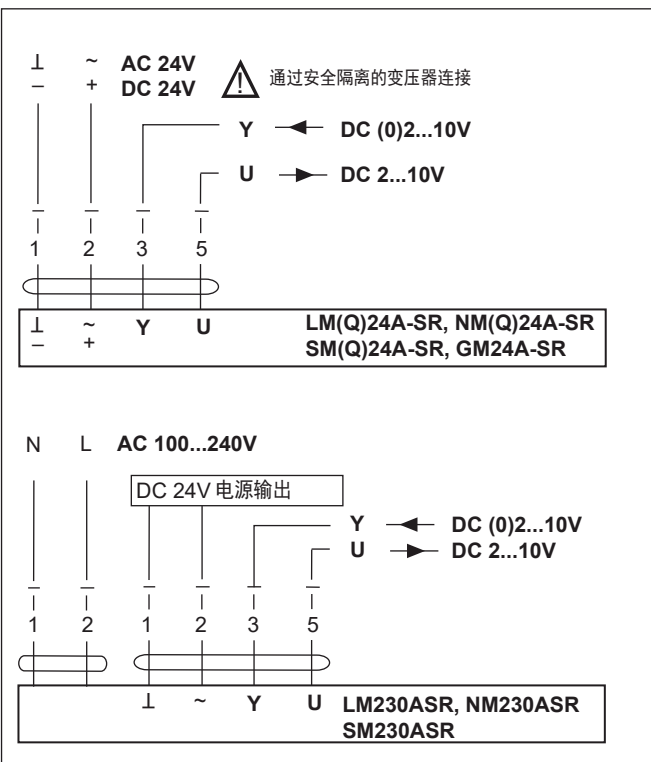 ⊥ ~ AC 24V
– + DC 24V
通过安全隔离的变压器连接
Y DC (0)2...10V
U DC 2...10V
1 2 3 5
⊥ ~ Y U LM(Q)24A-SR, NM(Q)24A-SR
– + SM(Q)24A-SR, GM24A-SR
N L AC 100...240V
DC 24V 电源输出
Y DC (0)2...10V
U DC 2...10V
1 2 1 2 3 5
⊥ ~ Y U LM230ASR, NM230ASR
SM230ASR